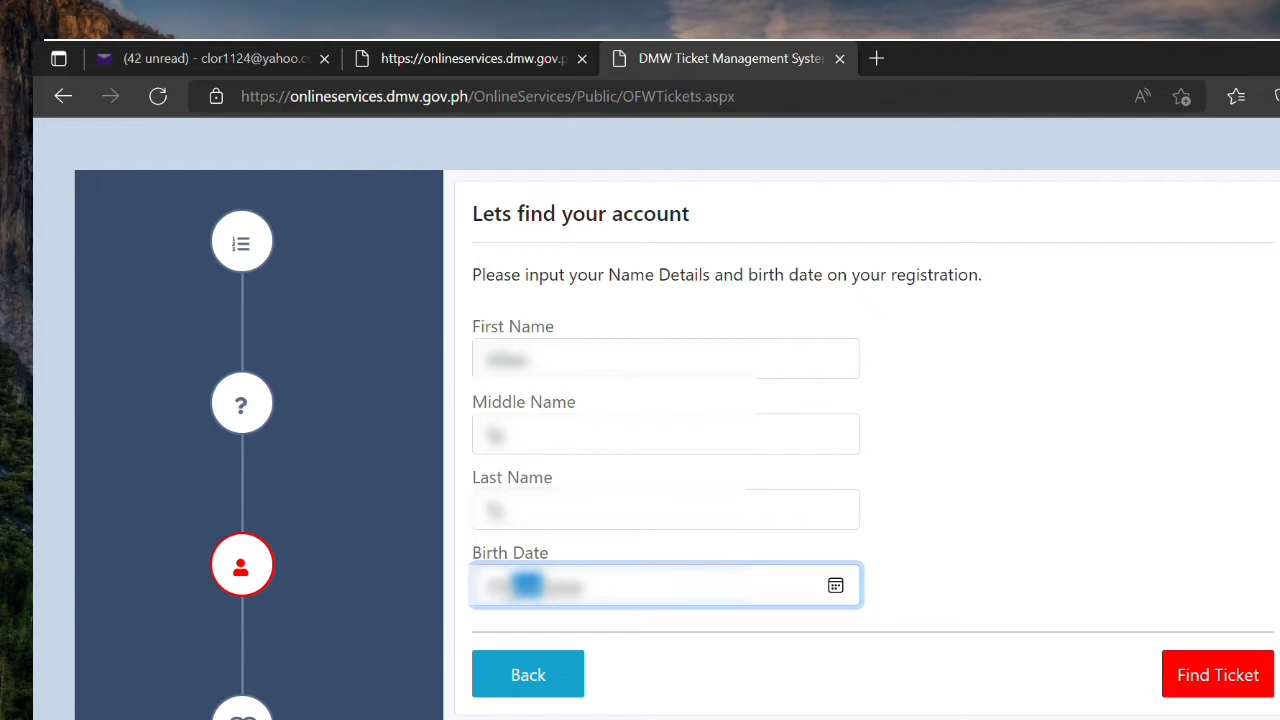 (42 unread) - clor1124@yahoo.c
https://onlineservices.dmw.gov.p
DMW Ticket Management Syste
https://onlineservices.dmw.gov.ph/OnlineServices/Public/OFWTickets.aspx
Lets find your account
Please input your Name Details and birth date on your registration.
First Name
Middle Name
Last Name
Birth Date
Back
Find Ticket